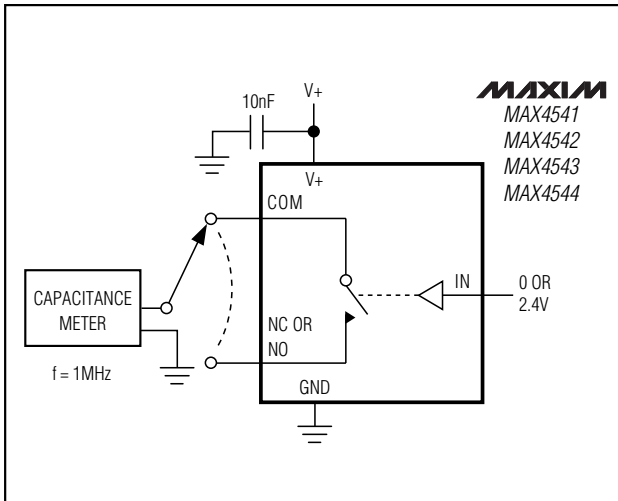 V+
10nF
MAXIM
MAX4541
MAX4542
MAX4543
MAX4544
V+
COM
IN
0 OR
2.4V
CAPACITANCE
METER
NC OR
NO
f = 1MHz
GND